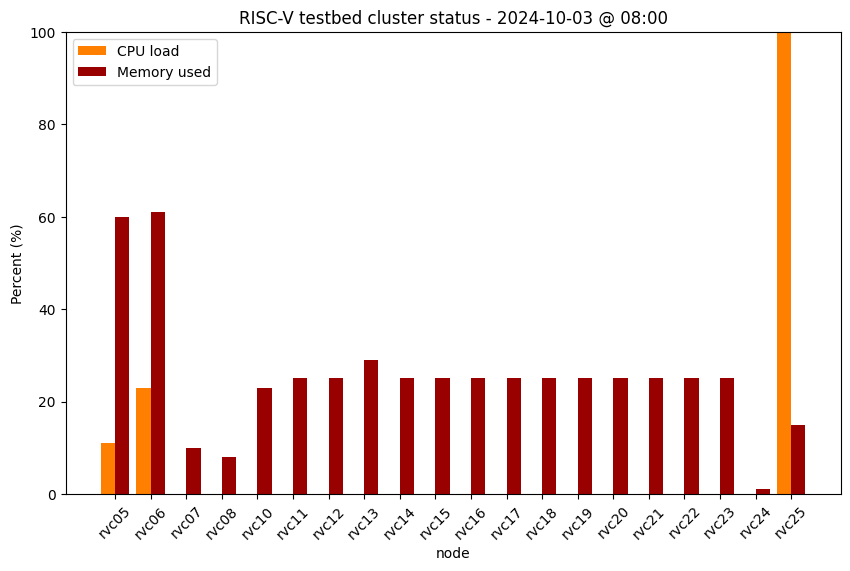 RISC-V testbed cluster status - 2024-10-03 @ 08:00
CPU load
Memory used
Percent (%)
100
80
60
40
20
0
rvc05
rvc06
rvc07
rvc08
rvc10
rvc11
rvc12
rvc13
rvc14
rvc15
rvc16
rvc17
rvc18
rvc19
rvc20
rvc21
rvc22
rvc23
rvc24
rvc25
node